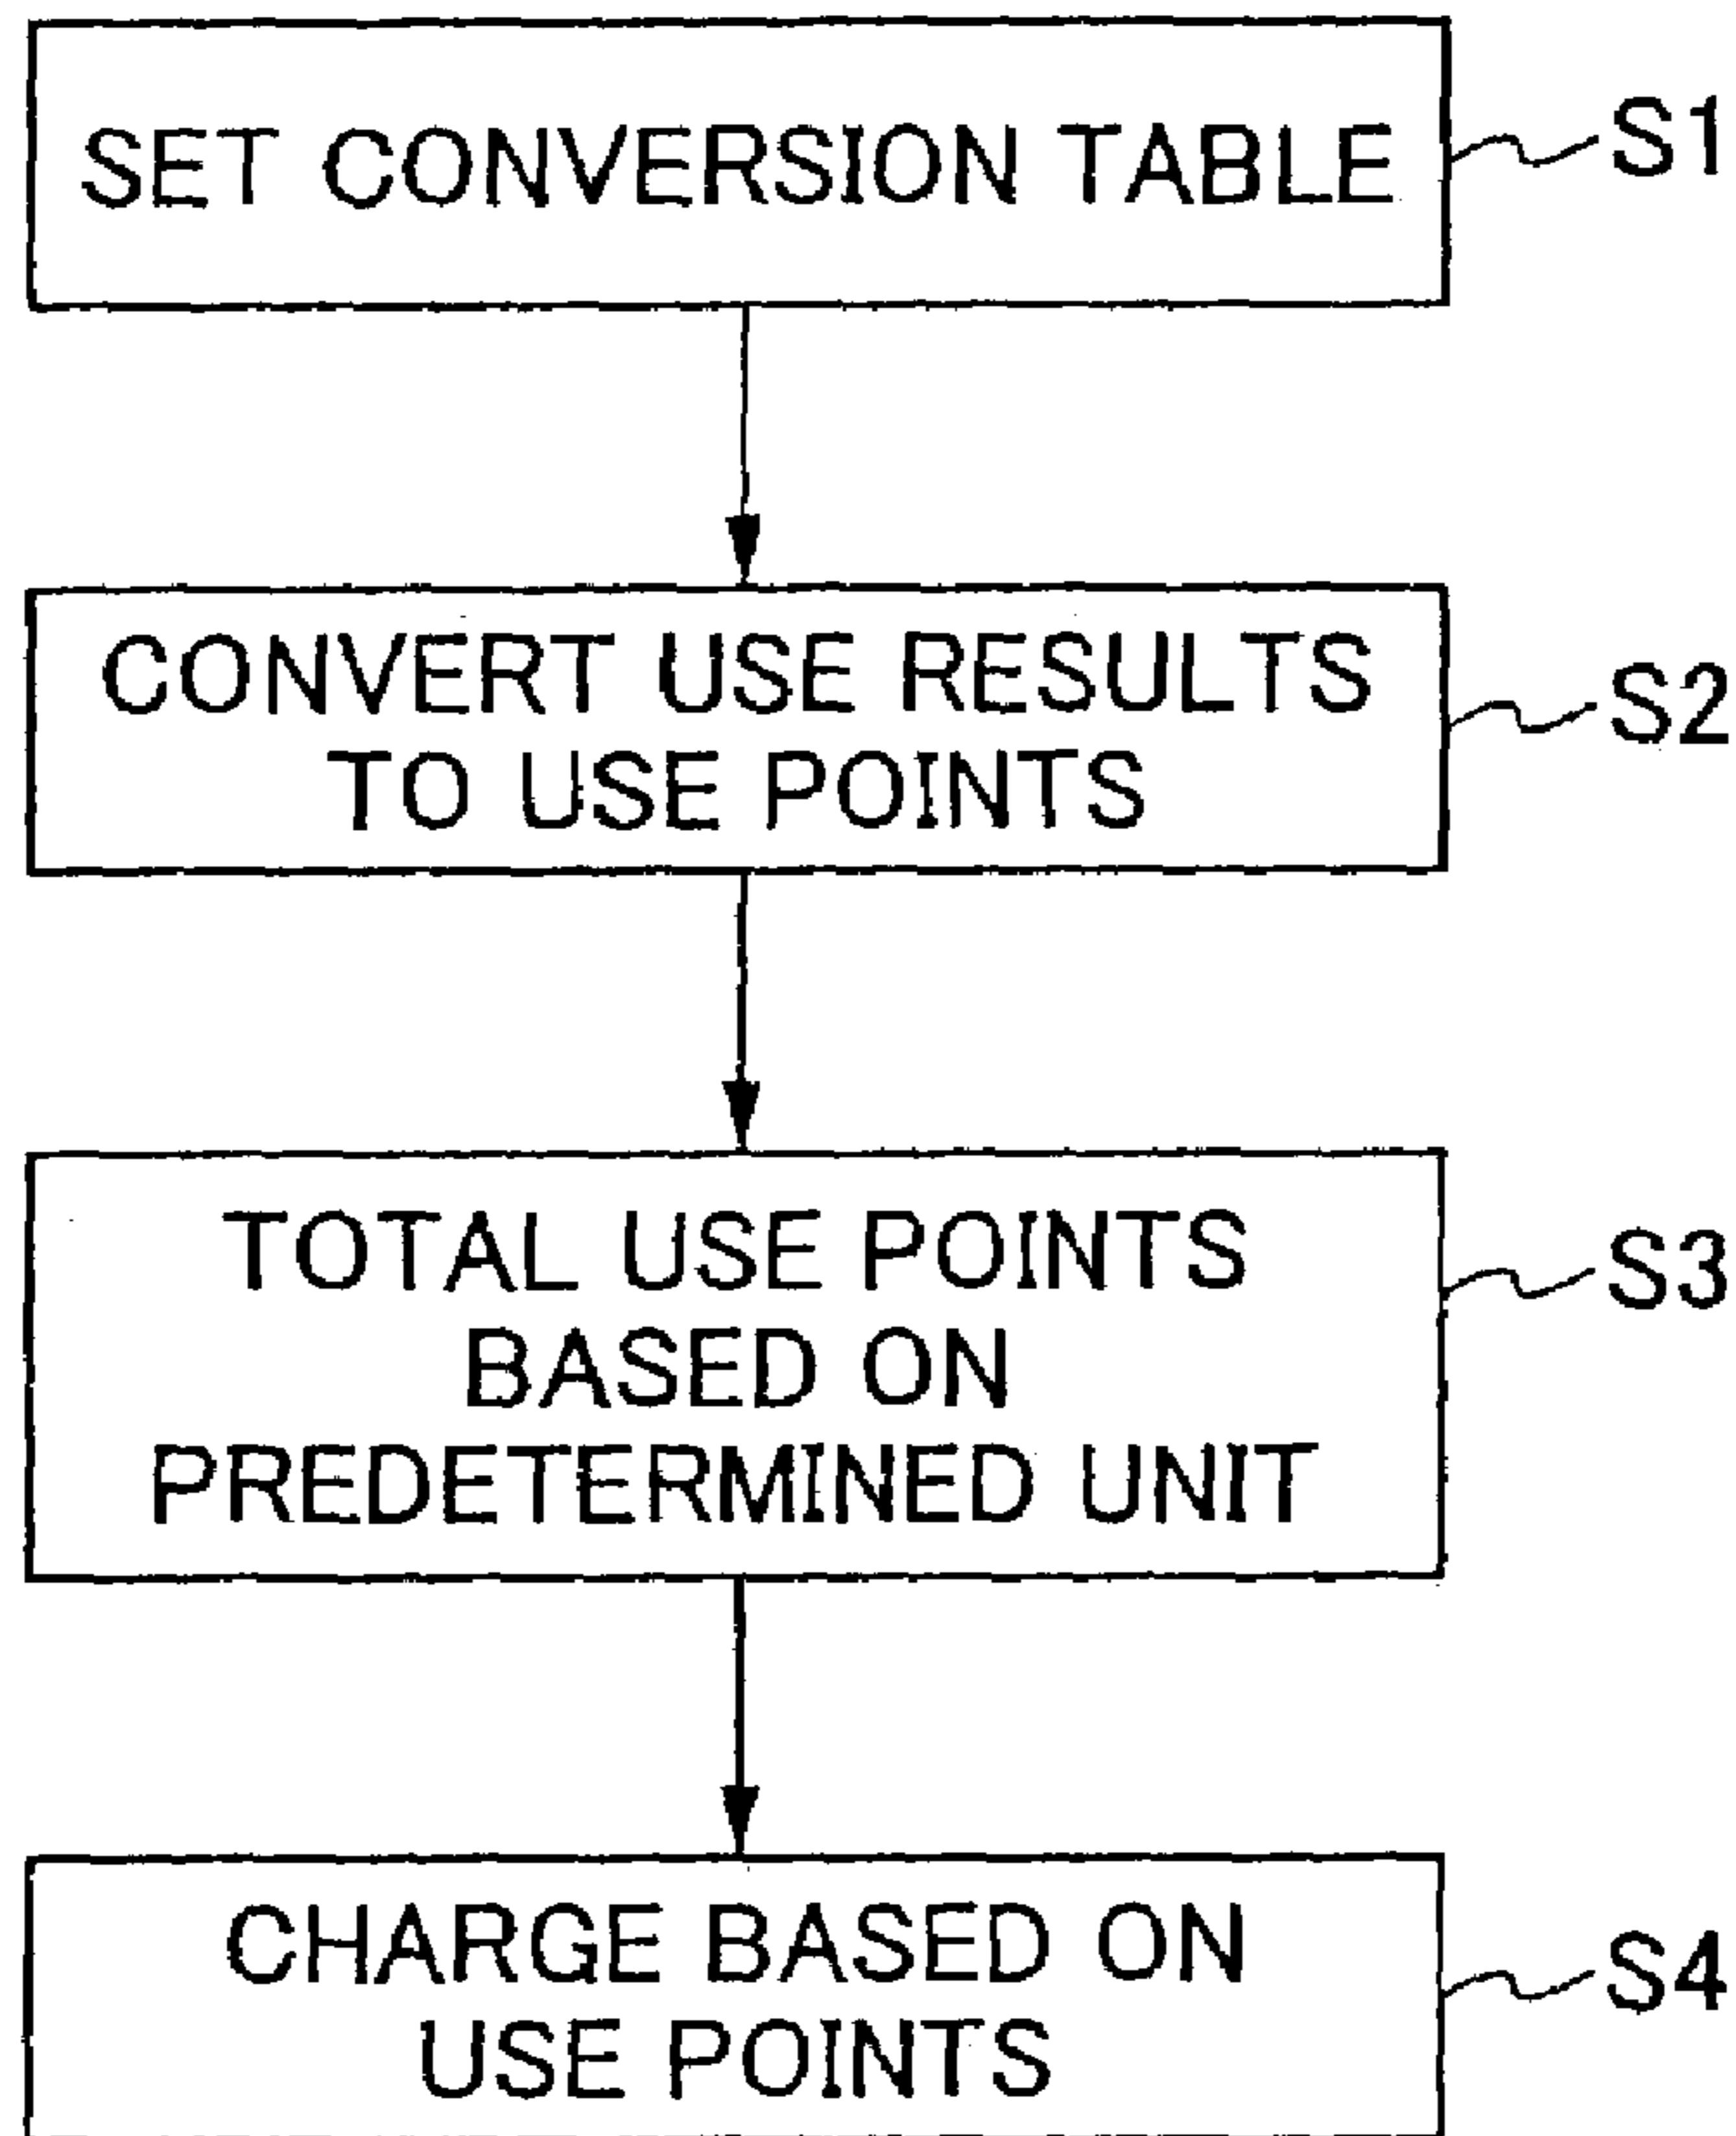 SET CONVERSION TABLE
S1
CONVERT USE RESULTS
TO USE POINTS
S2
TOTAL USE POINTS
BASED ON
PREDETERMINED UNIT
S3
CHARGE BASED ON
USE POINTS
S4